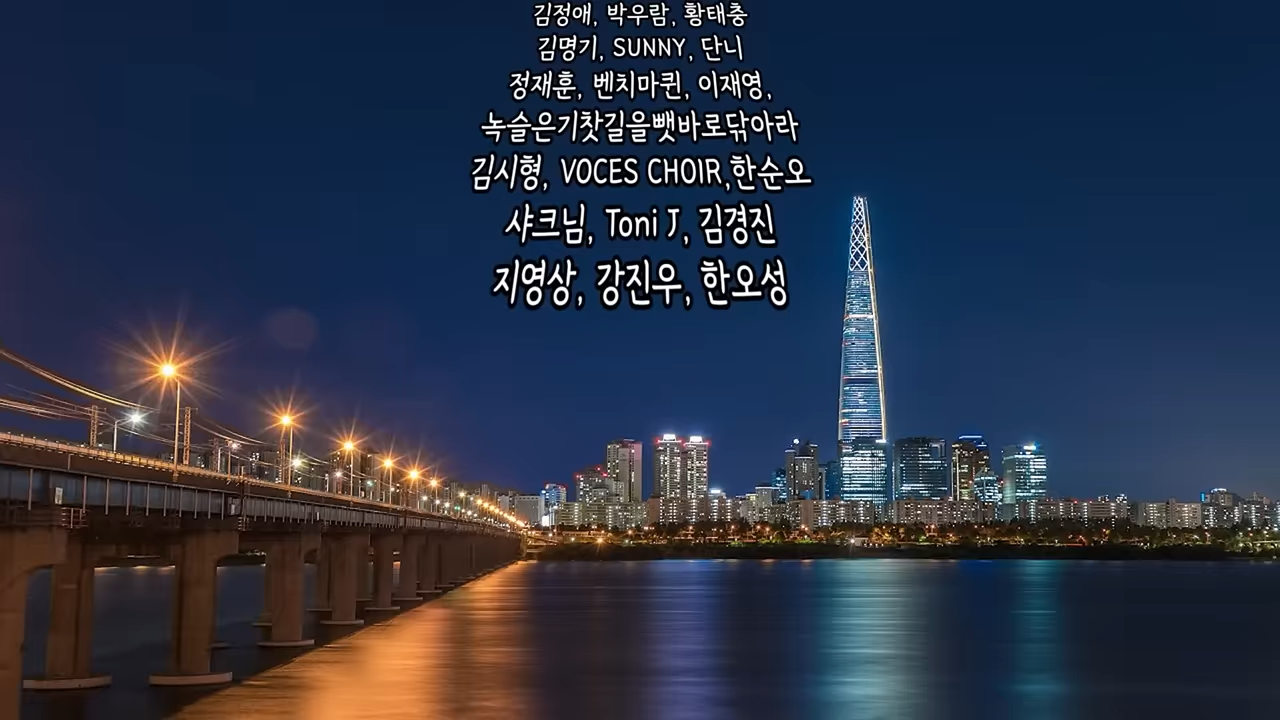 김정애, 박우람, 황태충
김명기, SUNNY, 단니
정재훈, 벤치마퀸, 이재영,
녹슬은기찻길을뺏바로닦아라
김시형, VOCES CHOIR,한순오
샤크님, Toni J, 김경진
지영상, 강진우, 한오성